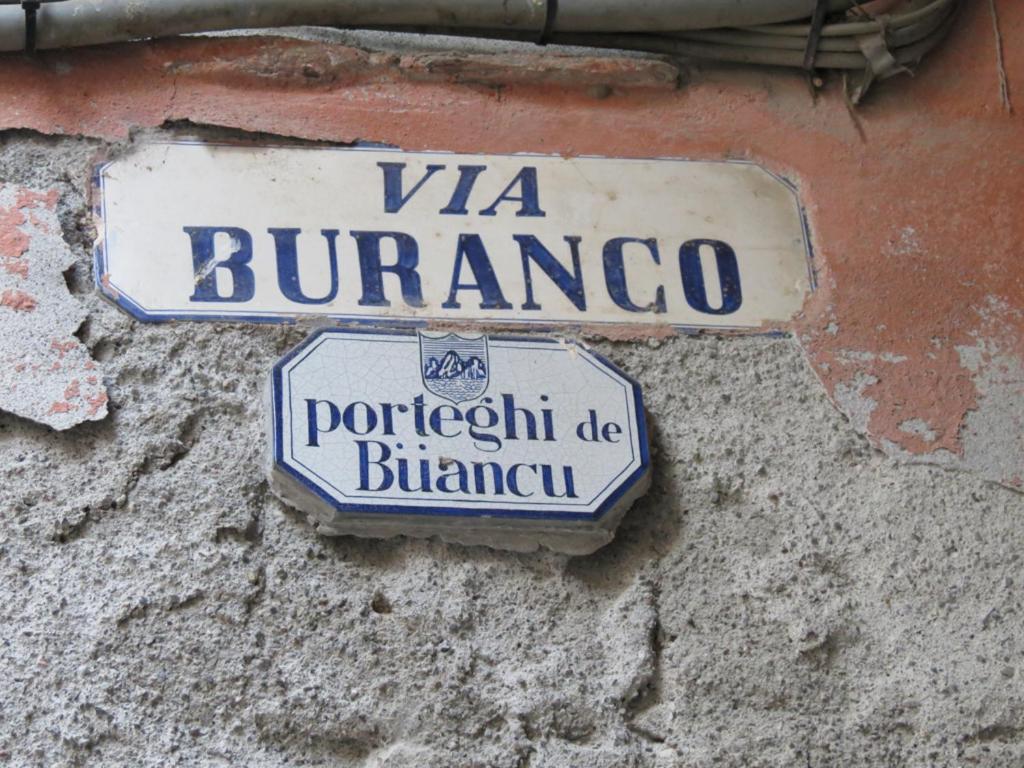 VIA
BURANCO
porteghi de
Büancu